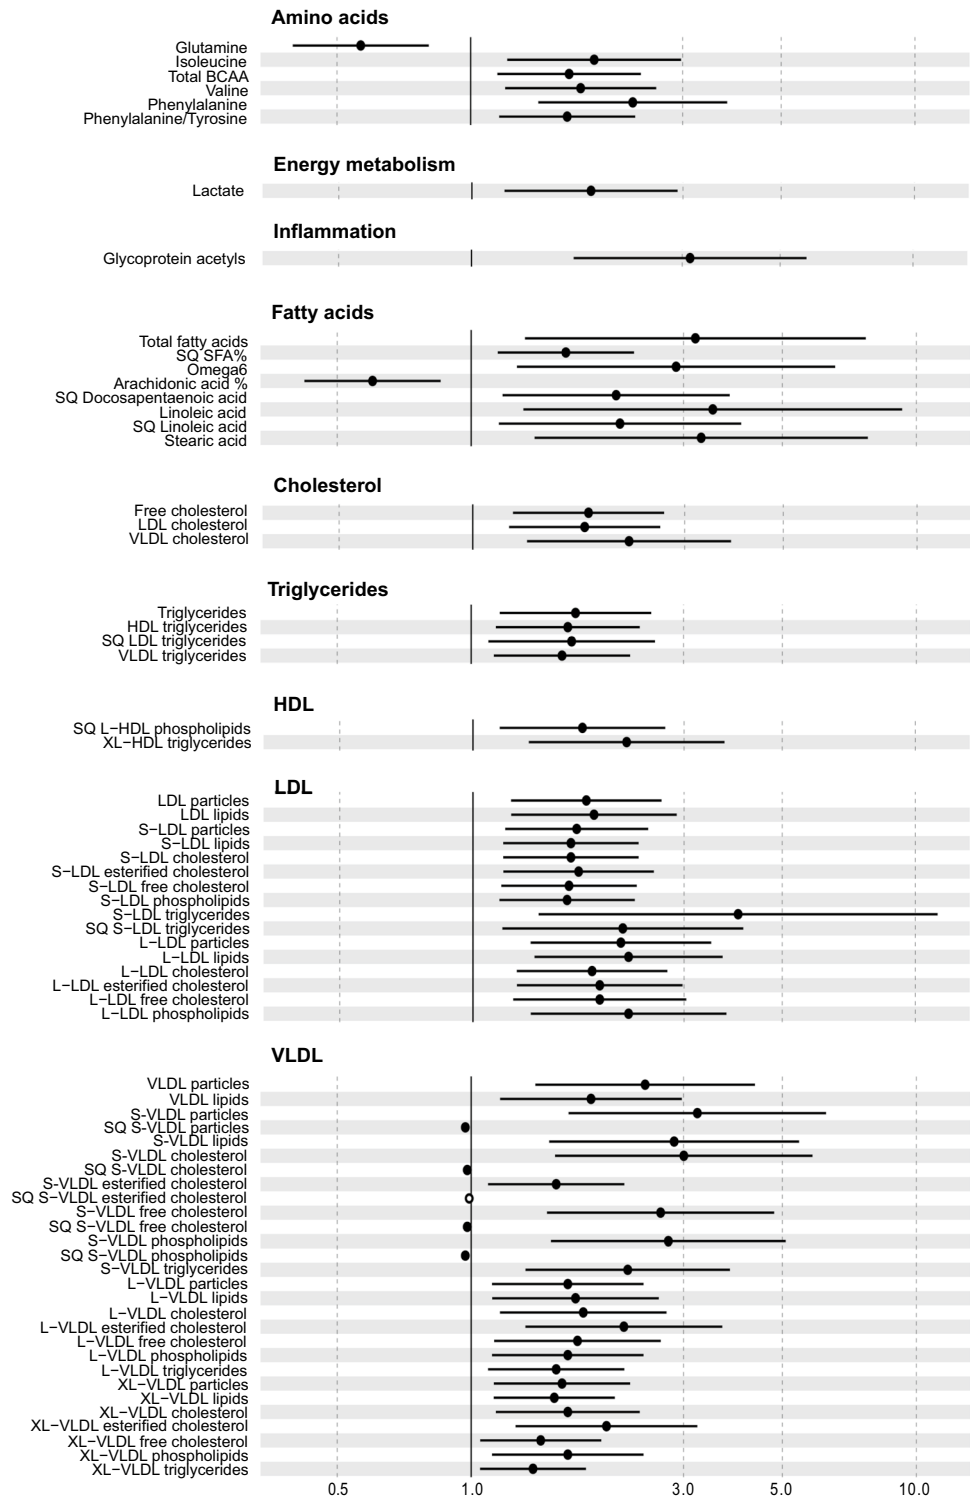 Amino acids
Glutamine
Isoleucine
Total BCAA
Valine
Phenylalanine
Phenylalanine/Tyrosine
Energy metabolism
Lactate
Inflammation
Glycoprotein acetyls
Fatty acids
Total fatty acids
SQ SFA%
Omega6
Arachidonic acid %
SQ Docosapentaenoic acid
Linoleic acid
SQ Linoleic acid
Stearic acid
Cholesterol
Free cholesterol
LDL cholesterol
VLDL cholesterol
Triglycerides
Triglycerides
HDL triglycerides
SQ LDL triglycerides
VLDL triglycerides
HDL
SQ L−HDL phospholipids
XL−HDL triglycerides
LDL
LDL particles
LDL lipids
S−LDL particles
S−LDL lipids
S−LDL cholesterol
S−LDL esterified cholesterol
S−LDL free cholesterol
S−LDL phospholipids
S−LDL triglycerides
SQ S−LDL triglycerides
L−LDL particles
L−LDL lipids
L−LDL cholesterol
L−LDL esterified cholesterol
L−LDL free cholesterol
L−LDL phospholipids
VLDL
VLDL particles
VLDL lipids
S-VLDL particles
SQ S−VLDL particles
S−VLDL lipids
S-VLDL cholesterol
SQ S−VLDL cholesterol
S-VLDL esterified cholesterol
SQ S−VLDL esterified cholesterol
S−VLDL free cholesterol
SQ S−VLDL free cholesterol
S−VLDL phospholipids
SQ S−VLDL phospholipids
S−VLDL triglycerides
L−VLDL particles
L−VLDL lipids
L−VLDL cholesterol
L−VLDL esterified cholesterol
L−VLDL free cholesterol
L−VLDL phospholipids
L−VLDL triglycerides
XL−VLDL particles
XL−VLDL lipids
XL−VLDL cholesterol
XL−VLDL esterified cholesterol
XL−VLDL free cholesterol
XL−VLDL phospholipids
XL−VLDL triglycerides
0.5 1.0 3.0 5.0 10.0